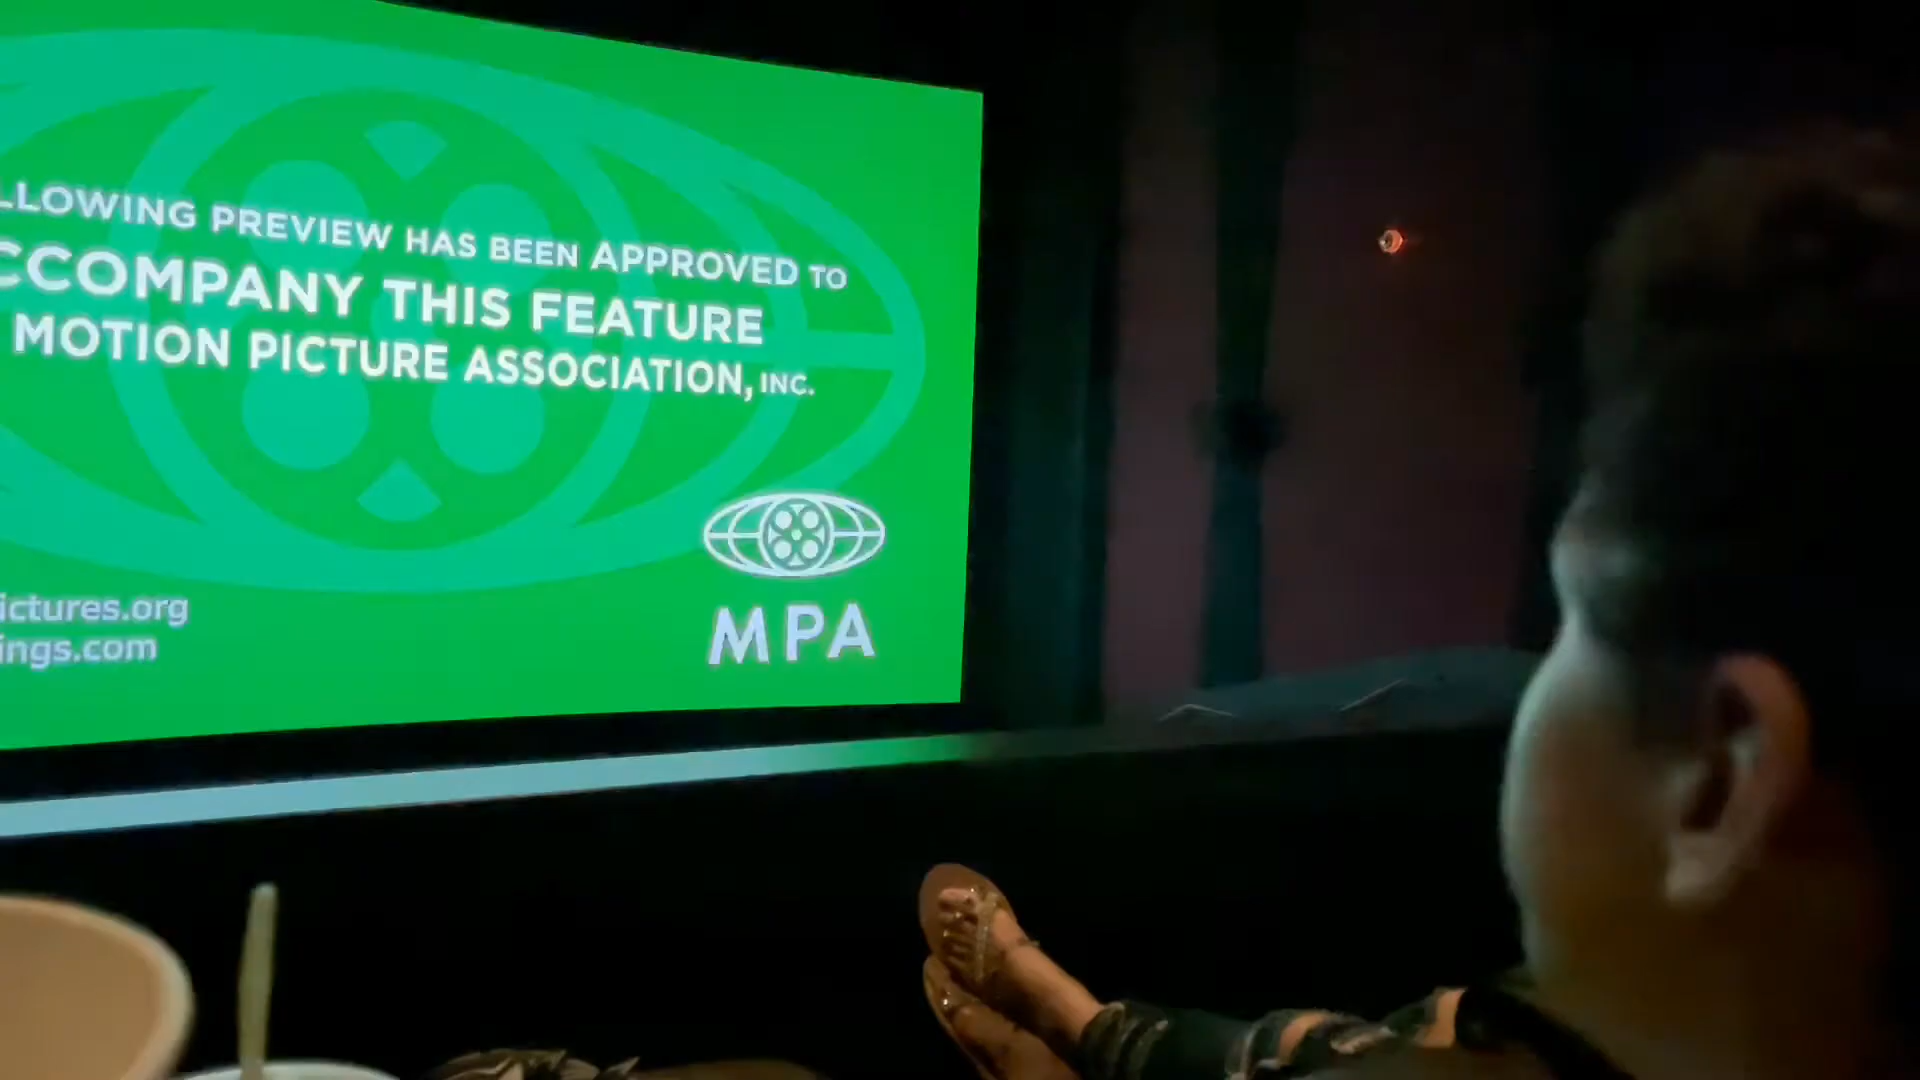 LLOWING PREVIEW HAS BEEN APPROVED TO
CCOMPANY THIS FEATURE
MOTION PICTURE ASSOCIATION, INC.
MPA
ictures.org
ings.com